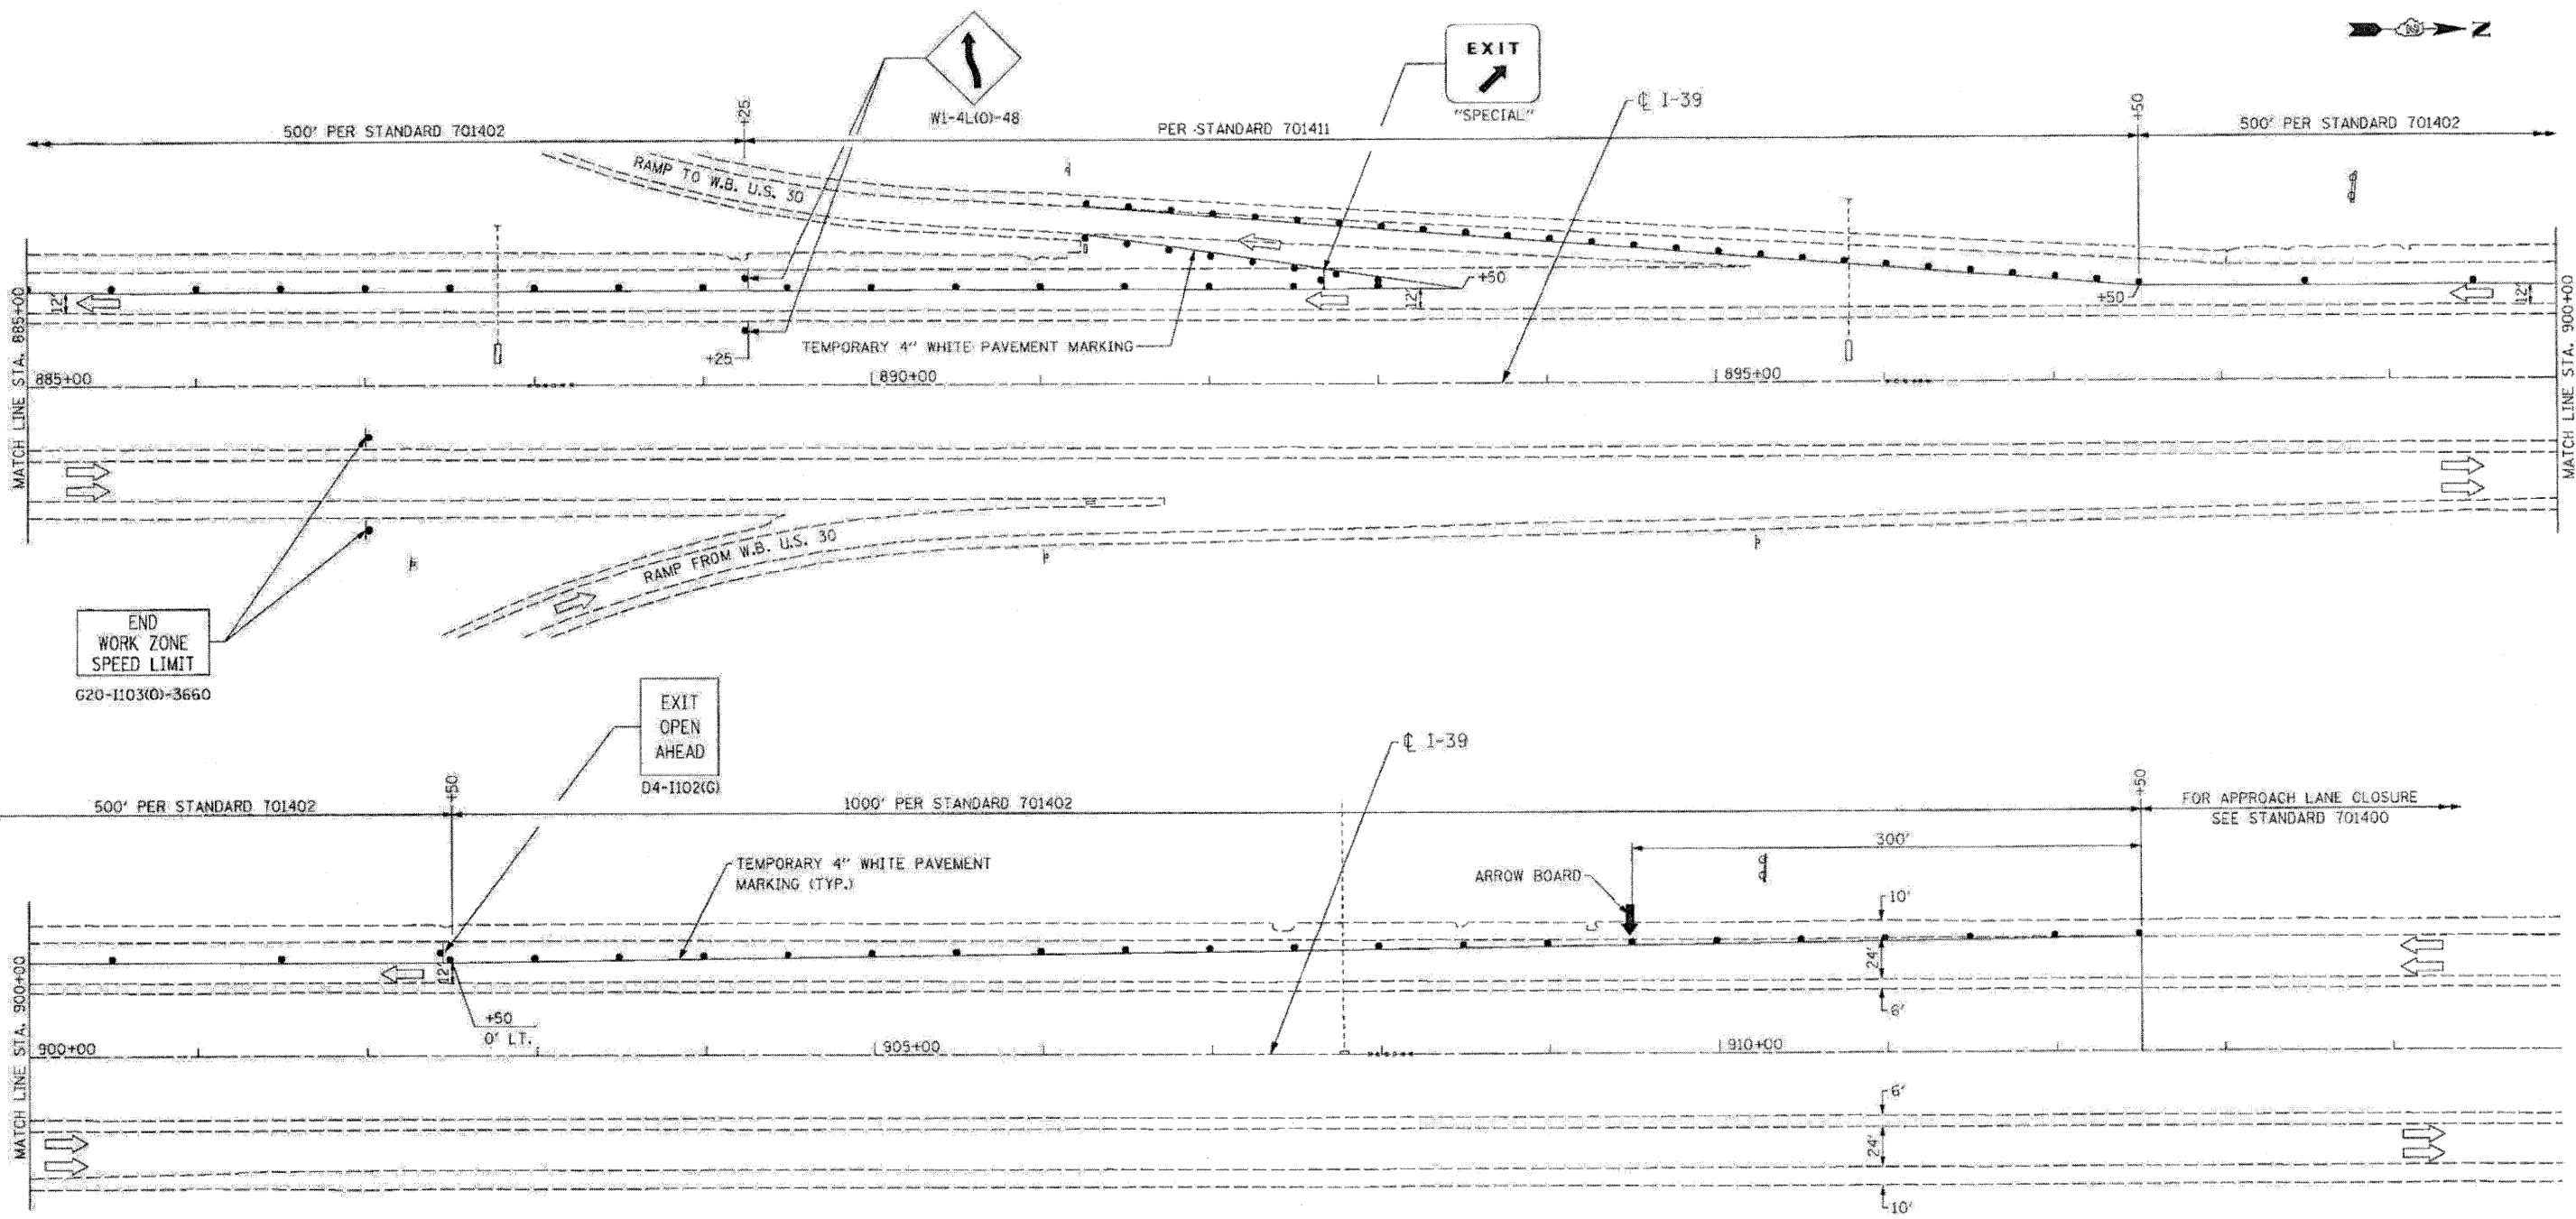 N
EXIT
"SPECIAL"
W1-4L(O)-48
℄ I-39
+25
+50
500' PER STANDARD 701402
PER STANDARD 701411
500' PER STANDARD 701402
RAMP TO W.B. U.S. 30
+50
+50
12'
12'
12'
TEMPORARY 4" WHITE PAVEMENT MARKING
+25
MATCH LINE STA. 885+00
885+00
890+00
895+00
MATCH LINE STA. 900+00
RAMP FROM W.B. U.S. 30
END
WORK ZONE
SPEED LIMIT
G20-I103(O)-3660
EXIT
OPEN
AHEAD
D4-I102(G)
℄ I-39
+50
+50
500' PER STANDARD 701402
1000' PER STANDARD 701402
FOR APPROACH LANE CLOSURE
SEE STANDARD 701400
300'
TEMPORARY 4" WHITE PAVEMENT
MARKING (TYP.)
ARROW BOARD
10'
24'
6'
12'
+50
0' LT.
MATCH LINE STA. 900+00
900+00
905+00
910+00
6'
24'
10'